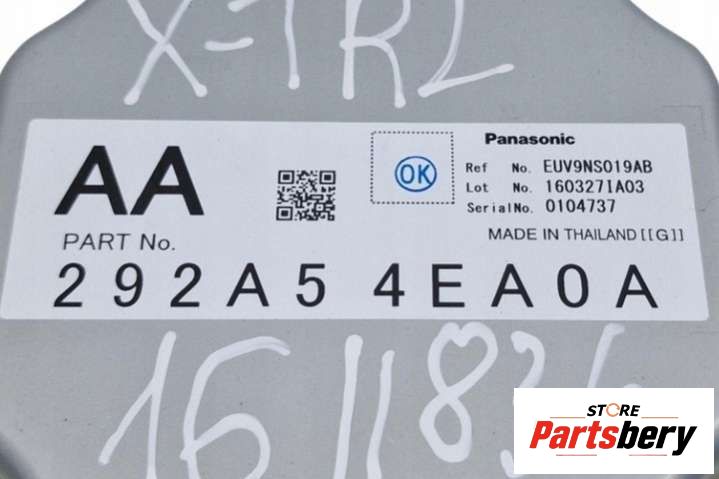 X-TR2
AA
OK
Panasonic
Ref No. EUV9NS019AB
Lot No. 160327IA03
Serial No. 0104737
MADE IN THAILAND [[G]]
PART No.
292A5 4EA0A
STORE
Partsbery